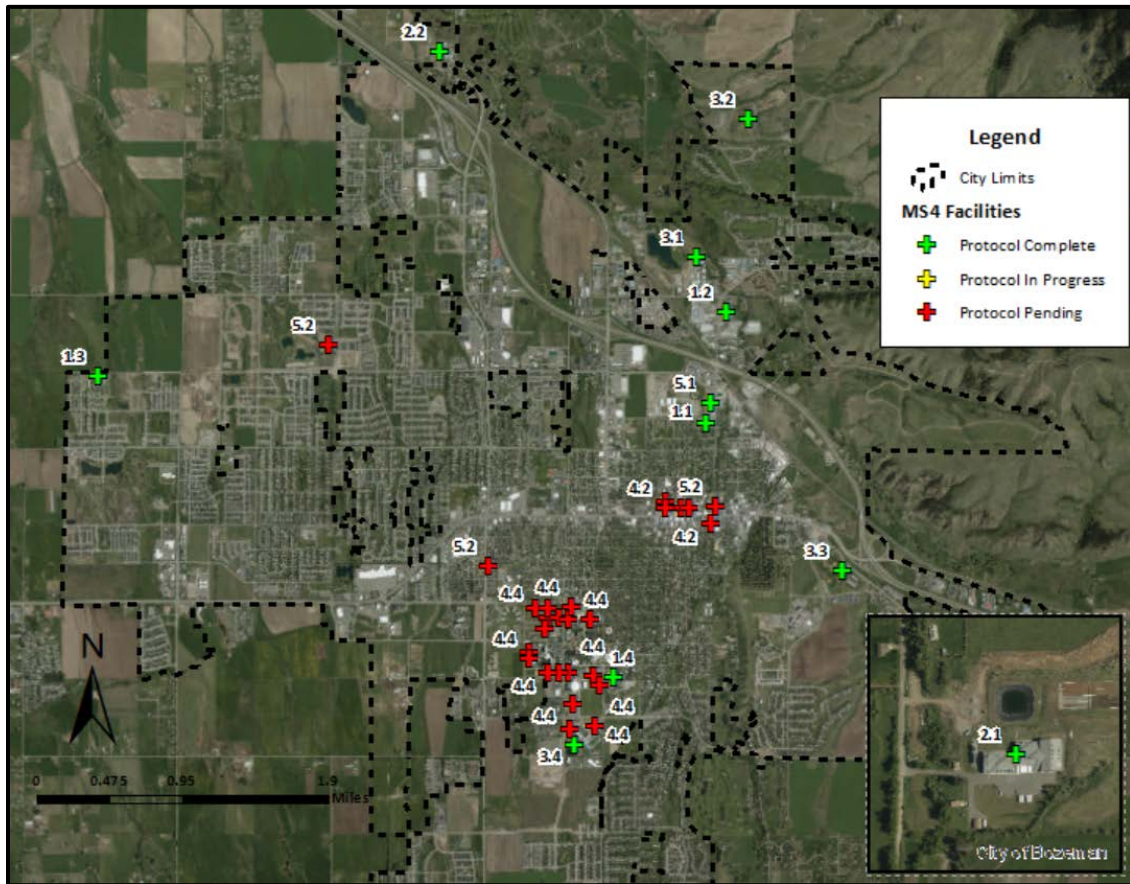 2.2
3.2
Legend
City Limits
MS4 Facilities
Protocol Complete
Protocol In Progress
Protocol Pending
3.1
1.2
5.2
1.3
5.1
1.1
4.2
5.2
4.2
3.3
5.2
4.4
4.4
4.4
4.4
4.4
1.4
4.4
4.4
4.4
4.4
3.4
N
0 0.475 0.95 1.9
Miles
2.1
City of Bozeman